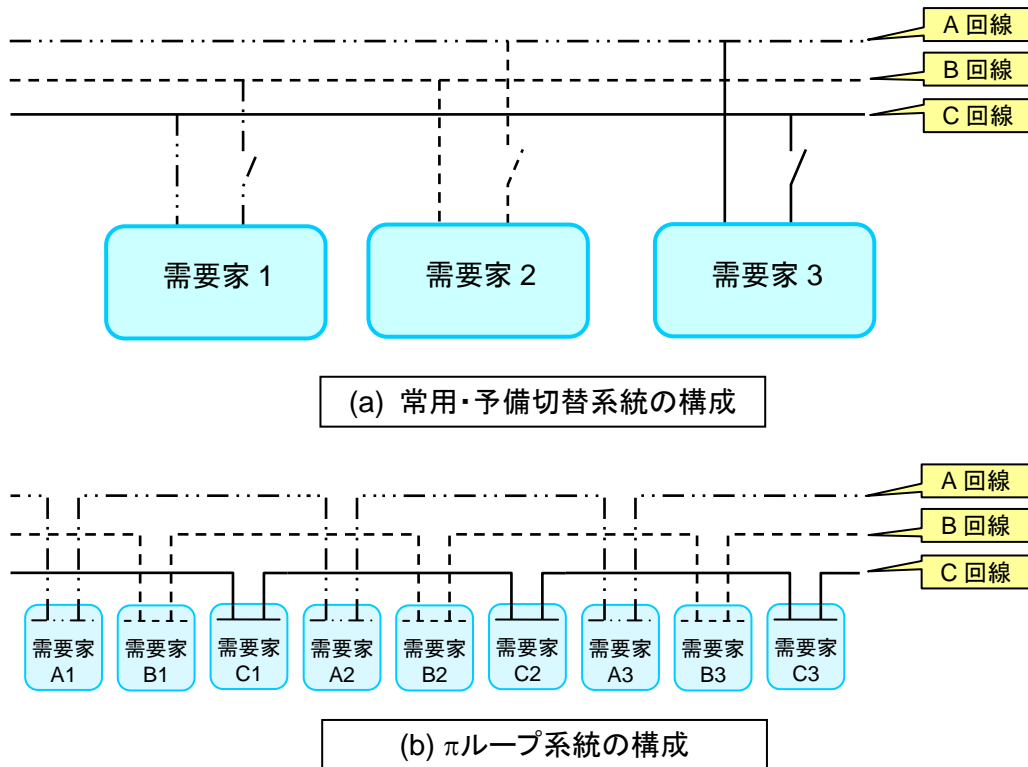 A 回線
B 回線
C 回線
需要家 1
需要家 2
需要家 3
(a) 常用・予備切替系統の構成
A 回線
B 回線
C 回線
需要家
A1
需要家
B1
需要家
C1
需要家
A2
需要家
B2
需要家
C2
需要家
A3
需要家
B3
需要家
C3
(b) πループ系統の構成